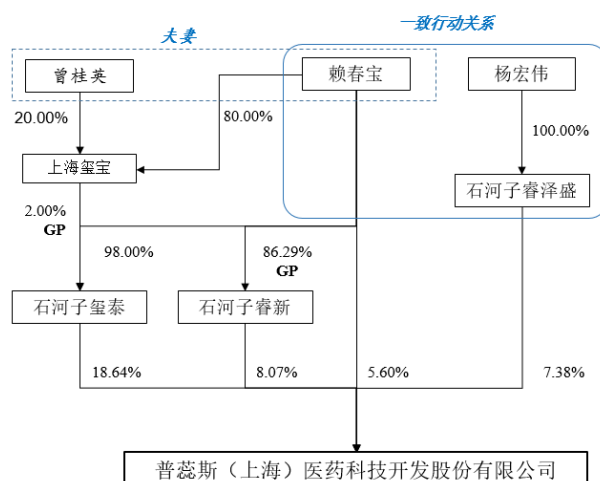 夫妻
一致行动关系
曾桂英
赖春宝
杨宏伟
20.00%
80.00%
100.00%
上海玺宝
石河子睿泽盛
2.00%
GP
98.00%
86.29%
GP
石河子玺泰
石河子睿新
18.64%
8.07%
5.60%
7.38%
普蕊斯（上海）医药科技开发股份有限公司